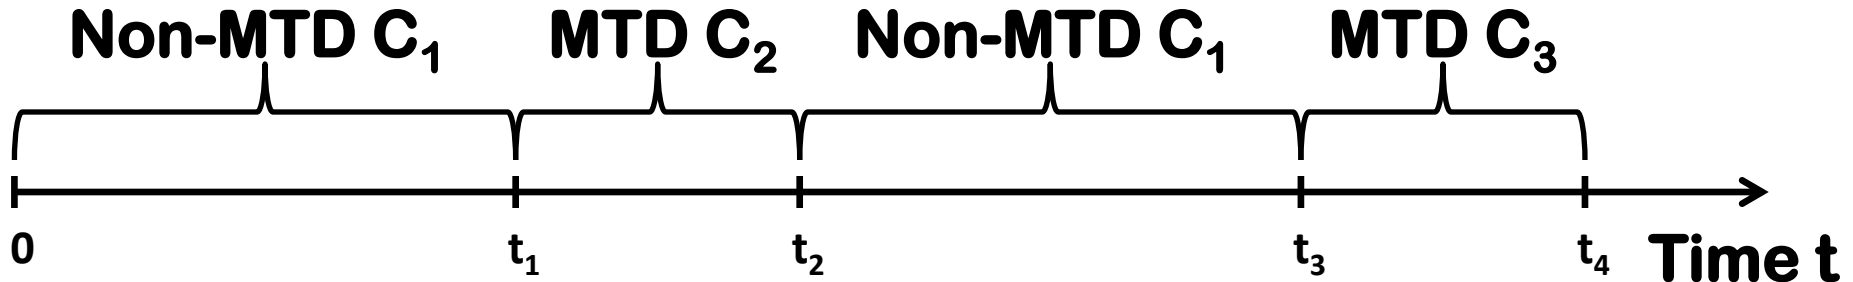 Non-MTD C₁ MTD C₂ Non-MTD C₁ MTD C₃
0 t₁ t₂ t₃ t₄ Time t